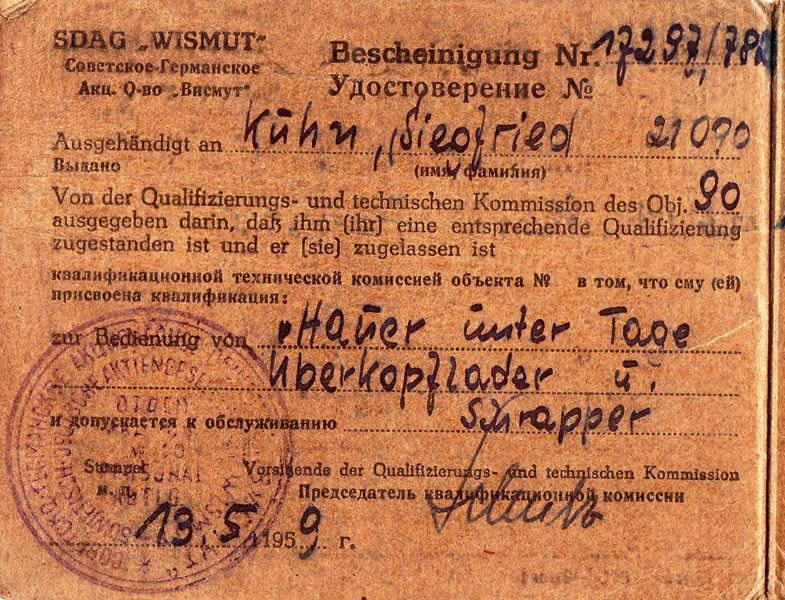 SDAG „WISMUT“
Советское-Германское
Акц. О-во „Висмут“
Bescheinigung Nr. 17297/782
Удостоверение №
Ausgehändigt an Kühn, Siegfried 21090
Выдано (имя, фамилия)
Von der Qualifizierungs- und technischen Kommission des Obj. 90
ausgegeben darin, daß ihm (ihr) eine entsprechende Qualifizierung
zugestanden ist und er (sie) zugelassen ist
квалификационной технической комиссией объекта № в том, что ему (ей)
присвоена квалификация:
zur Bedienung von „Hauer unter Tage
Überkopflader u.
и допускается к обслуживанию Schrapper
Stempel Vorsitzende der Qualifizierungs- und technischen Kommission
м. п. Председатель квалификационной комиссии
13.5 1959 г.